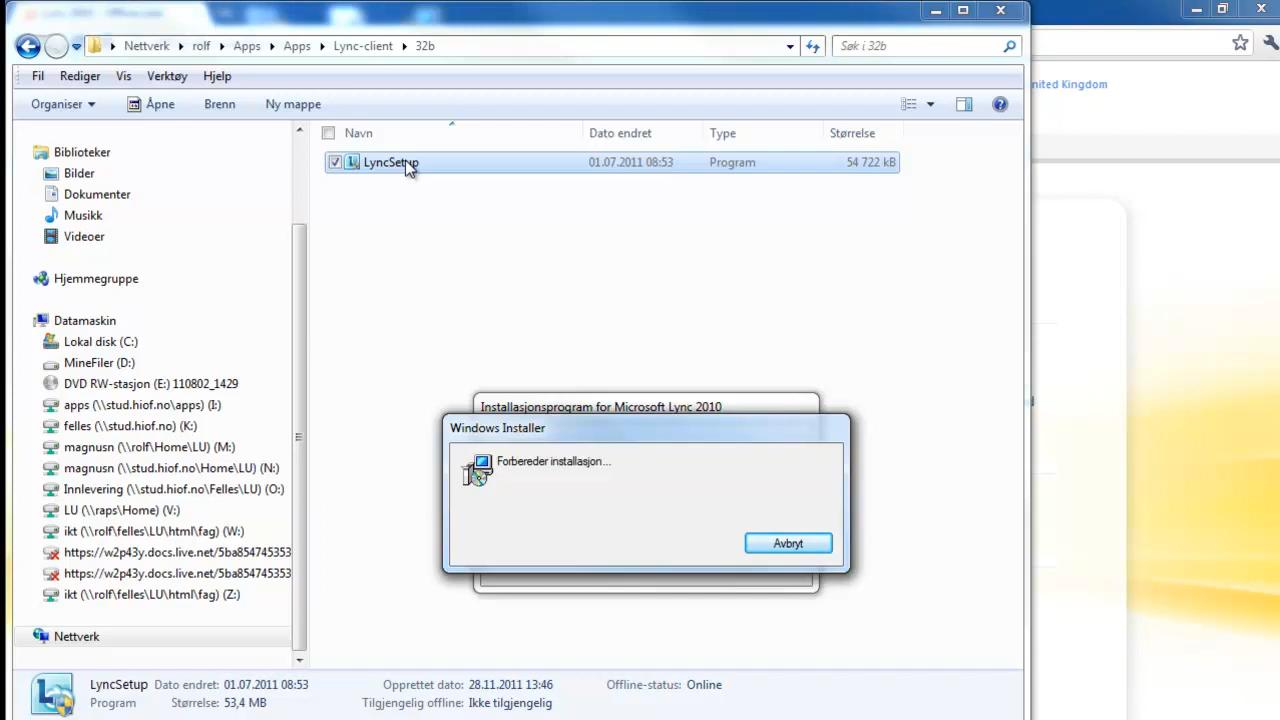 Nettverk rolf Apps Apps Lync-client 32b
Søk i 32b
Fil Rediger Vis Verktøy Hjelp
nited Kingdom
Organiser Åpne Brenn Ny mappe
Navn Dato endret Type Størrelse
LyncSetup 01.07.2011 08:53 Program 54 722 kB
Biblioteker
Bilder
Dokumenter
Musikk
Videoer
Hjemmegruppe
Datamaskin
Lokal disk (C:)
MineFiler (D:)
DVD RW-stasjon (E:) 110802_1429
apps (\\stud.hiof.no\apps) (I:)
felles (\\stud.hiof.no) (K:)
magnusn (\\rolf\Home\LU) (M:)
magnusn (\\stud.hiof.no\Home\LU) (N:)
Innlevering (\\stud.hiof.no\Felles\LU) (O:)
LU (\\raps\Home) (V:)
ikt (\\rolf\felles\LU\html\fag) (W:)
https://w2p43y.docs.live.net/5ba854745353
https://w2p43y.docs.live.net/5ba854745353
ikt (\\rolf\felles\LU\html\fag) (Z:)
Nettverk
Installasjonsprogram for Microsoft Lync 2010
Windows Installer
Forbereder installasjon...
Avbryt
LyncSetup Dato endret: 01.07.2011 08:53 Opprettet dato: 28.11.2011 13:46 Offline-status: Online
Program Størrelse: 53,4 MB Tilgjengelig offline: Ikke tilgjengelig